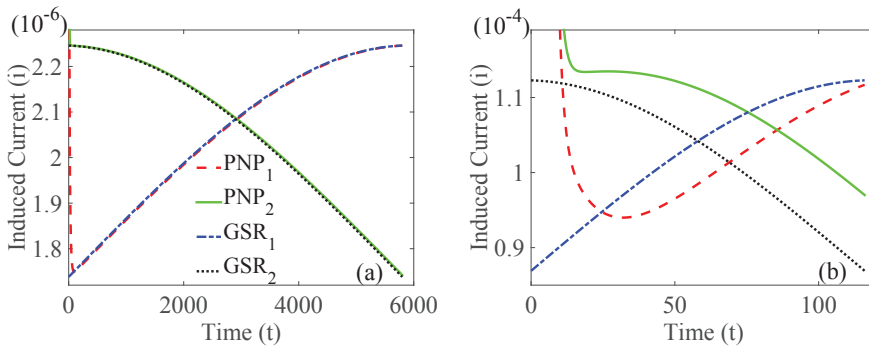 (10⁻⁶
(10⁻⁴
Induced Current (i)
2.2
2.1
2
1.9
1.8
0
2000
4000
6000
Time (t)
PNP₁
PNP₂
GSR₁
GSR₂
(a)
Induced Current (i)
1.1
1
0.9
0
50
100
Time (t)
(b)